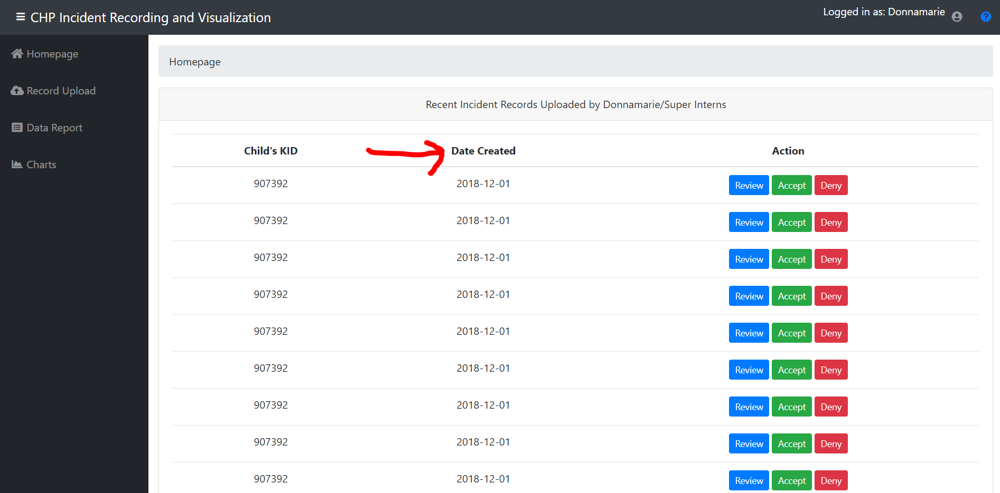 CHP Incident Recording and Visualization
Logged in as: Donnamarie
?
Homepage
Record Upload
Data Report
Charts
Homepage
Recent Incident Records Uploaded by Donnamarie/Super Interns
Child's KID Date Created Action
907392 2018-12-01 Review Accept Deny
907392 2018-12-01 Review Accept Deny
907392 2018-12-01 Review Accept Deny
907392 2018-12-01 Review Accept Deny
907392 2018-12-01 Review Accept Deny
907392 2018-12-01 Review Accept Deny
907392 2018-12-01 Review Accept Deny
907392 2018-12-01 Review Accept Deny
907392 2018-12-01 Review Accept Deny